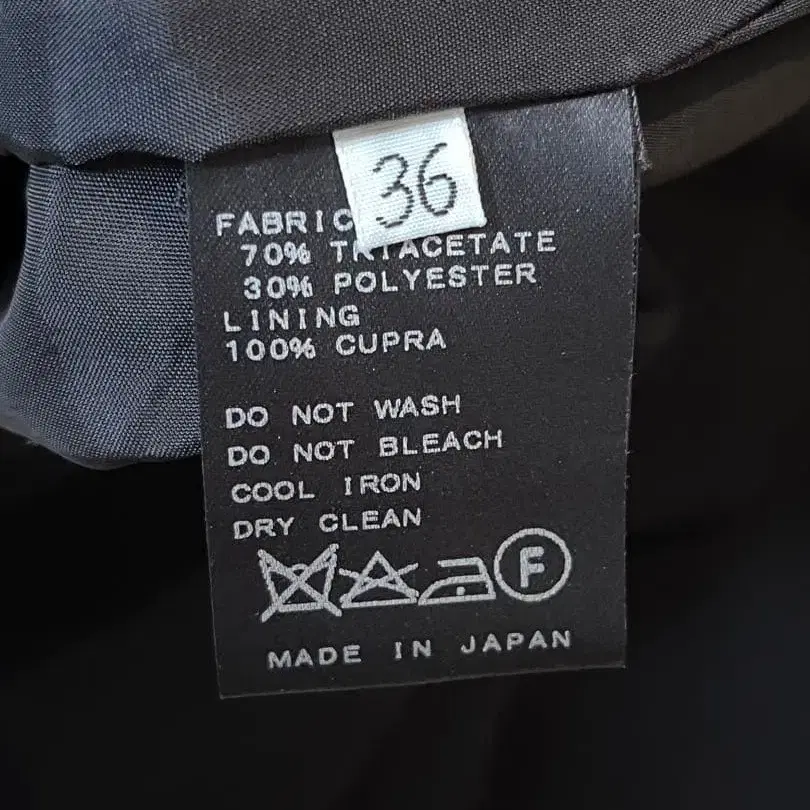 36
FABRIC
70% TRIACETATE
30% POLYESTER
LINING
100% CUPRA
DO NOT WASH
DO NOT BLEACH
COOL IRON
DRY CLEAN
F
MADE IN JAPAN